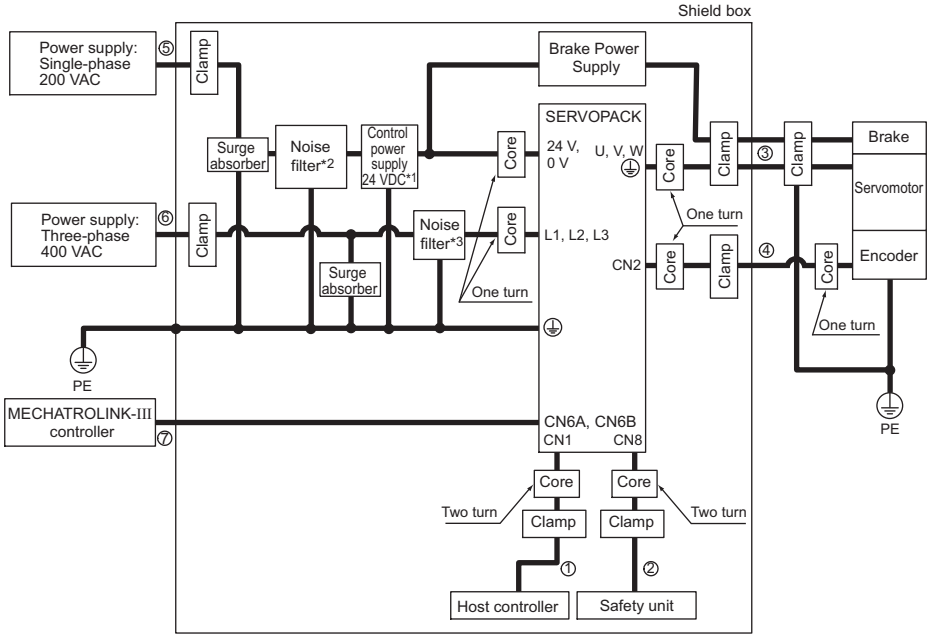 Shield box
Power supply:
Single-phase
200 VAC
⑤
Clamp
Brake Power
Supply
Surge
absorber
Noise
filter*2
Control
power
supply
24 VDC*1
Core
SERVOPACK
24 V,
0 V
U, V, W
Core
Clamp
③
Clamp
Brake
Servomotor
Encoder
Power supply:
Three-phase
400 VAC
⑥
Clamp
Surge
absorber
Noise
filter*3
Core
L1, L2, L3
One turn
One turn
CN2
Core
Clamp
④
Core
One turn
PE
PE
MECHATROLINK-III
controller
⑦
CN6A, CN6B
CN1
CN8
Core
Core
Two turn
Two turn
Clamp
Clamp
①
②
Host controller
Safety unit